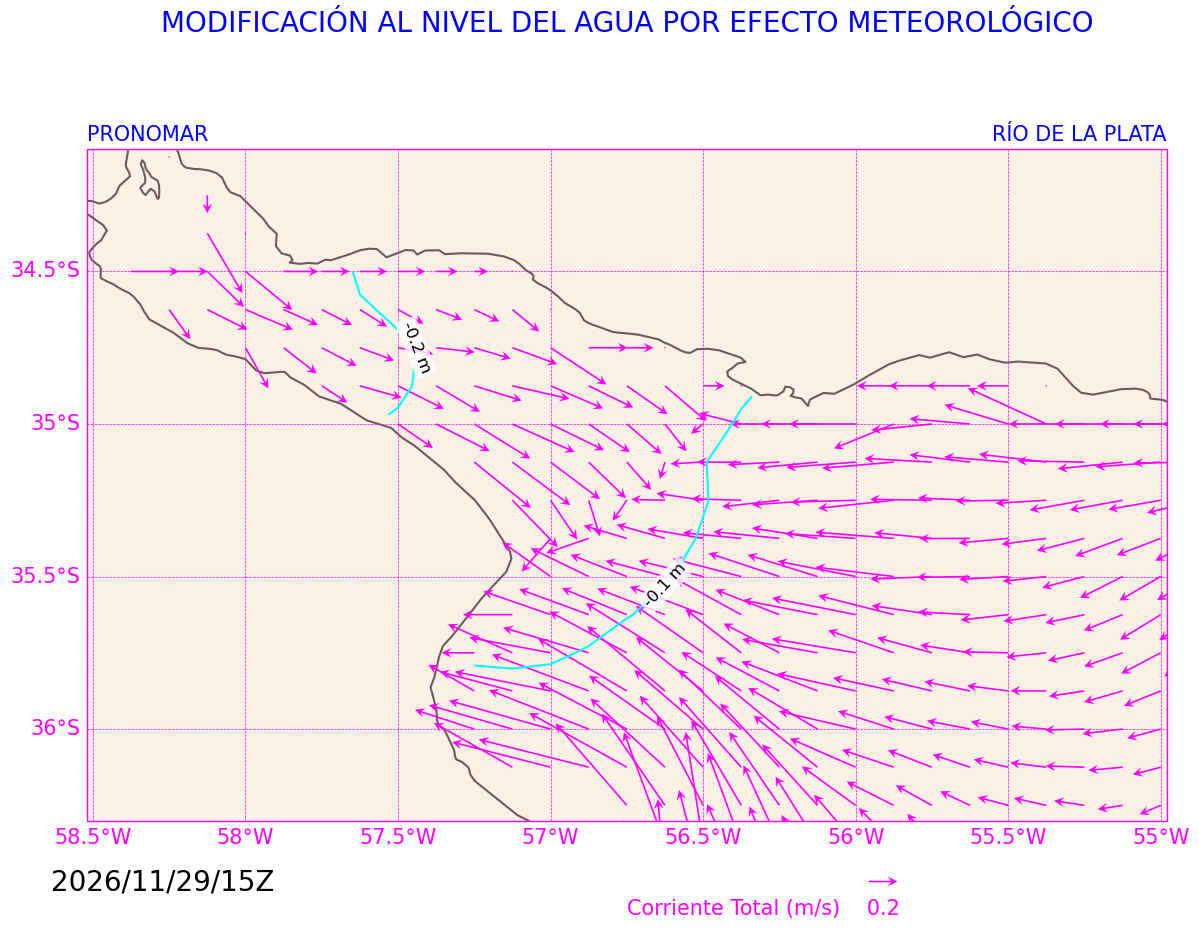 MODIFICACIÓN AL NIVEL DEL AGUA POR EFECTO METEOROLÓGICO
PRONOMAR RÍO DE LA PLATA
34.5°S
-0.2 m
35°S
35.5°S
-0.1 m
36°S
58.5°W 58°W 57.5°W 57°W 56.5°W 56°W 55.5°W 55°W
2026/11/29/15Z
Corriente Total (m/s) 0.2